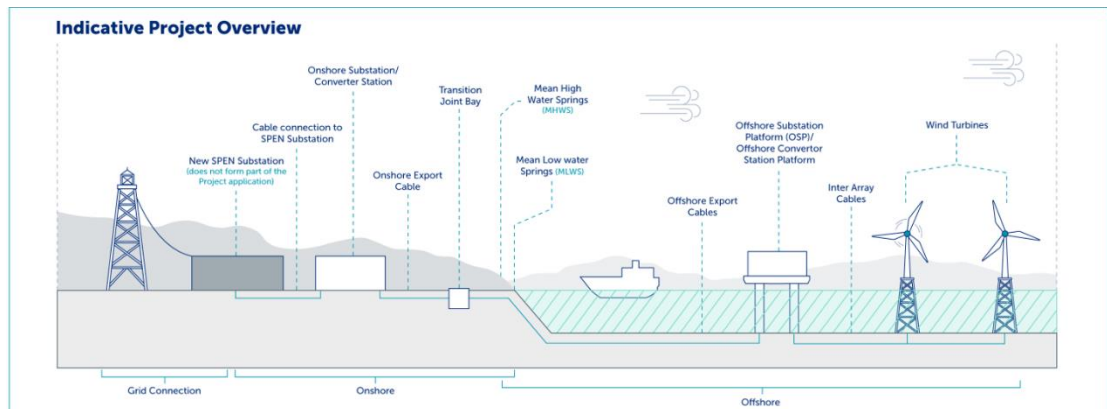 Indicative Project Overview
Onshore Substation/
Converter Station
Transition
Joint Bay
Mean High
Water Springs
(MHWS)
Cable connection to
SPEN Substation
New SPEN Substation
(does not form part of the
Project application)
Onshore Export
Cable
Mean Low water
Springs (MLWS)
Offshore Substation
Platform (OSP)/
Offshore Convertor
Station Platform
Wind Turbines
Offshore Export
Cables
Inter Array
Cables
Grid Connection
Onshore
Offshore